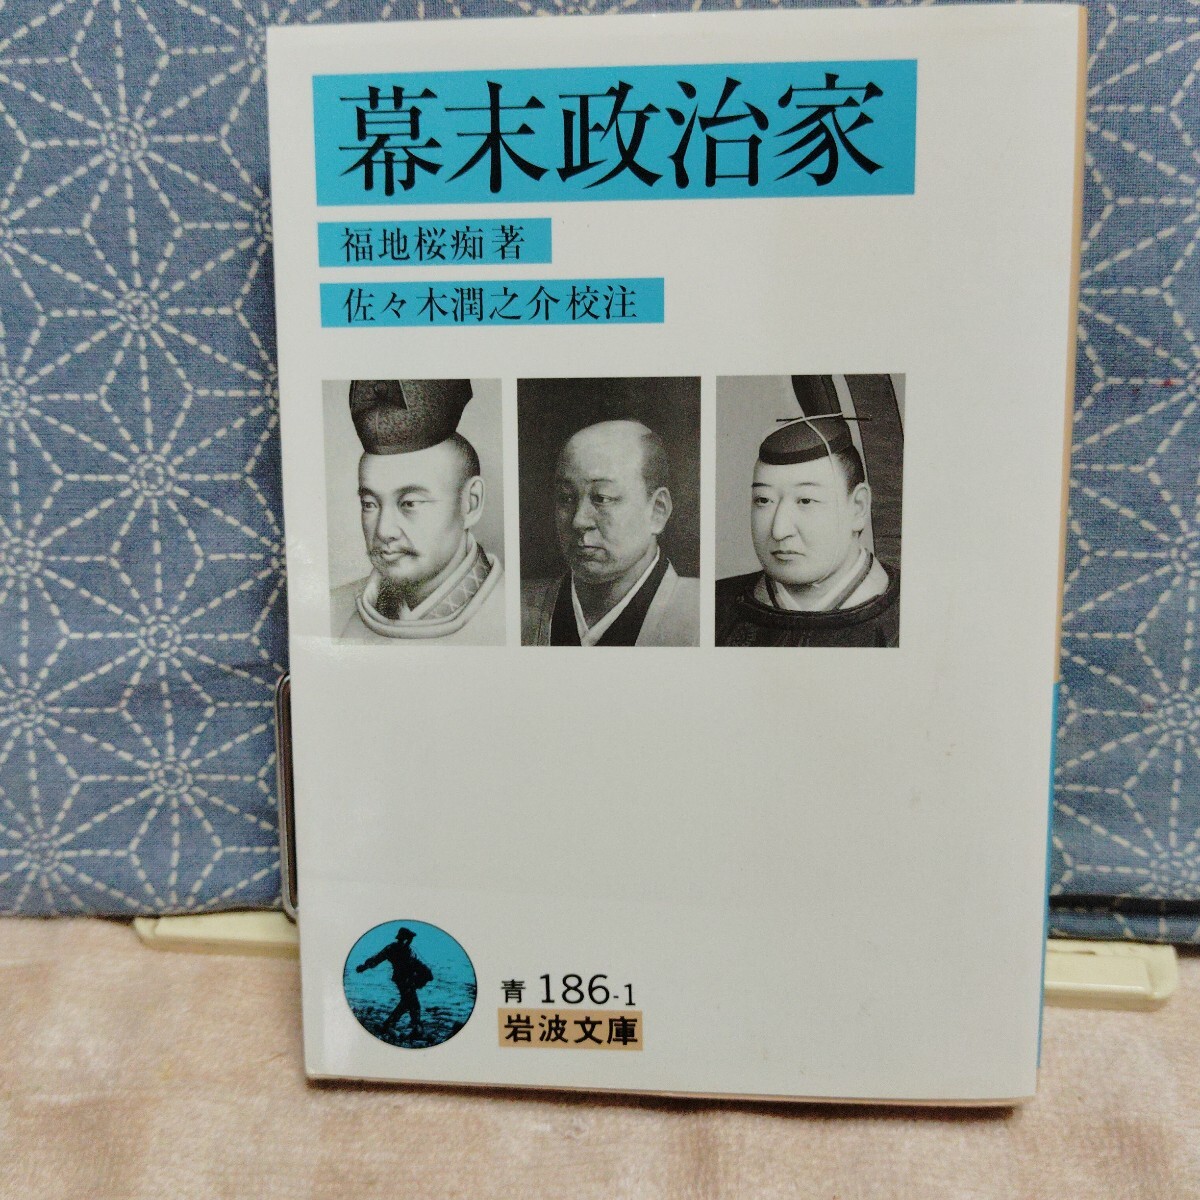 幕末政治家
福地桜痴著
佐々木潤之介校注
青 186-1
岩波文庫